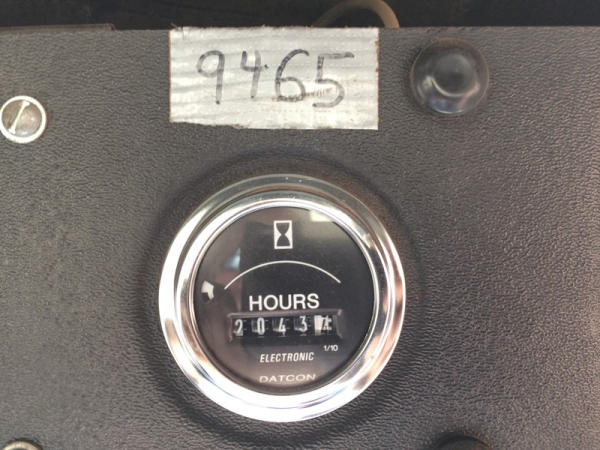 9465
HOURS
2043
1/10
ELECTRONIC
DATCON